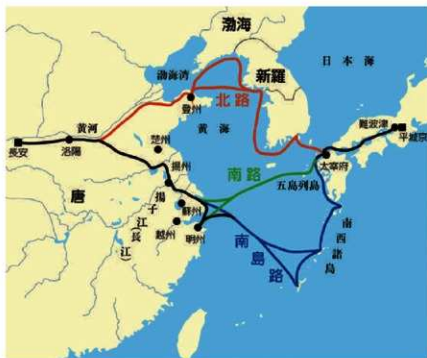 渤海
日本海
渤海湾
新羅
北路
登州
難波津
平城京
黄海
黄河
楚州
長安
洛陽
太宰府
揚州
南路
五島列島
唐
揚子江
(長江)
蘇州
越州
明州
南島路
南西諸島